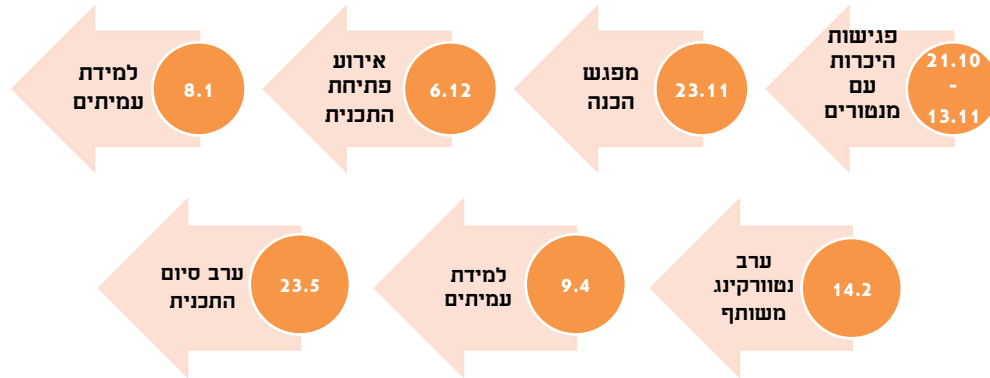 21.10
-
13.11
פגישות
היכרות
עם
מנטורים
23.11
מפגש
הכנה
6.12
אירוע
פתיחת
התכנית
8.1
למידת
עמיתים
14.2
ערב
נטוורקינג
משותף
9.4
למידת
עמיתים
23.5
ערב סיום
התכנית